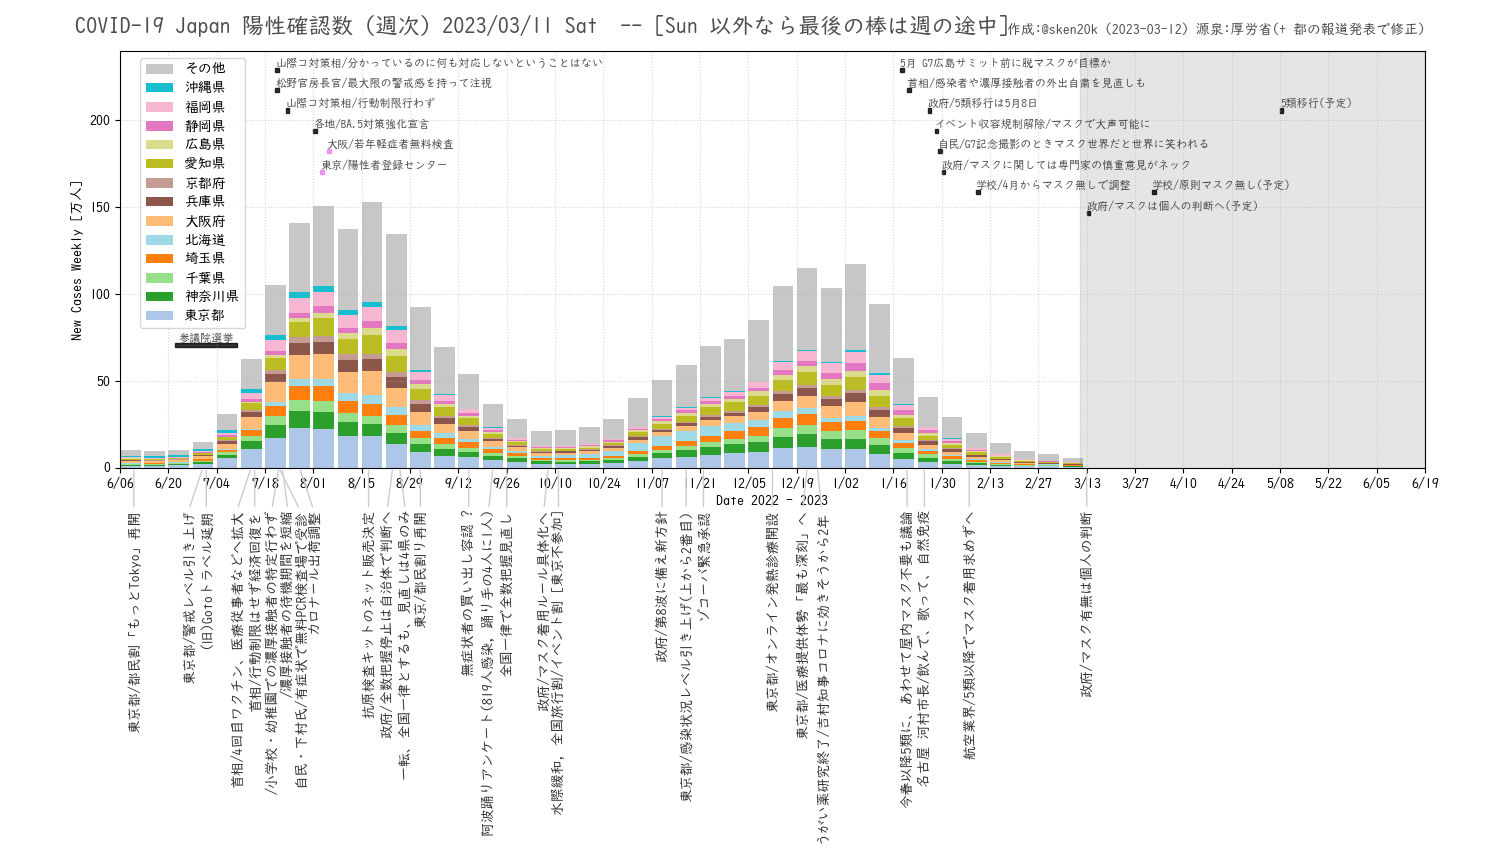 COVID-19 Japan 陽性確認数 (週次) 2023/03/11 Sat -- [Sun 以外なら最後の棒は週の途中]
作成:@sken20k (2023-03-12) 源泉:厚労省(+ 都の報道発表で修正)
その他
沖縄県
福岡県
静岡県
広島県
愛知県
京都府
兵庫県
大阪府
北海道
埼玉県
千葉県
神奈川県
東京都
参議院選挙
山際コ対策相/分かっているのに何も対応しないということはない
松野官房長官/最大限の警戒感を持って注視
山際コ対策相/行動制限行わず
各地/BA.5対策強化宣言
大阪/若年軽症者無料検査
東京/陽性者登録センター
5月 G7広島サミット前に脱マスクが目標か
首相/感染者や濃厚接触者の外出自粛を見直しも
政府/5類移行は5月8日
5類移行(予定)
イベント収容規制解除/マスクで大声可能に
自民/G7記念撮影のときマスク世界だと世界に笑われる
政府/マスクに関しては専門家の慎重意見がネック
学校/4月からマスク無しで調整
学校/原則マスク無し(予定)
政府/マスクは個人の判断へ(予定)
New Cases Weekly [万人]
200
150
100
50
0
6/06
6/20
7/04
7/18
8/01
8/15
8/29
9/12
9/26
10/10
10/24
11/07
11/21
12/05
12/19
1/02
1/16
1/30
2/13
2/27
3/13
3/27
4/10
4/24
5/08
5/22
6/05
6/19
Date 2022 - 2023
東京都/都民割「もっとTokyo」再開
東京都/警戒レベル引き上げ
(旧)Gotoトラベル延期
首相/4回目ワクチン、医療従事者などへ拡大
首相/行動制限はせず経済回復を
/小学校・幼稚園での濃厚接触者の特定行わず
/濃厚接触者の待機期間を短縮
自民・下村氏/有症状で無料PCR検査場で受診
カロナール出荷調整
抗原検査キットのネット販売決定
政府/全数把握停止は自治体で判断へ
一転、全国一律とするも、見直しは4県のみ
東京/都民割り再開
無症状者の買い出し容認？
阿波踊りアンケート(819人感染, 踊り手の4人に1人)
全国一律で全数把握見直し
政府/マスク着用ルール具体化へ
水際緩和, 全国旅行割/イベント割 [東京不参加]
政府/第8波に備え新方針
東京都/感染状況レベル引き上げ(上から2番目)
ゾコーバ緊急承認
東京都/オンライン発熱診療開設
東京都/医療提供体勢「最も深刻」へ
うがい薬研究終了/吉村知事コロナに効きそうから2年
今春以降5類に、あわせて屋内マスク不要も議論
名古屋 河村市長/飲んで、歌って、自然免疫
航空業界/5類以降でマスク着用求めずへ
政府/マスク有無は個人の判断